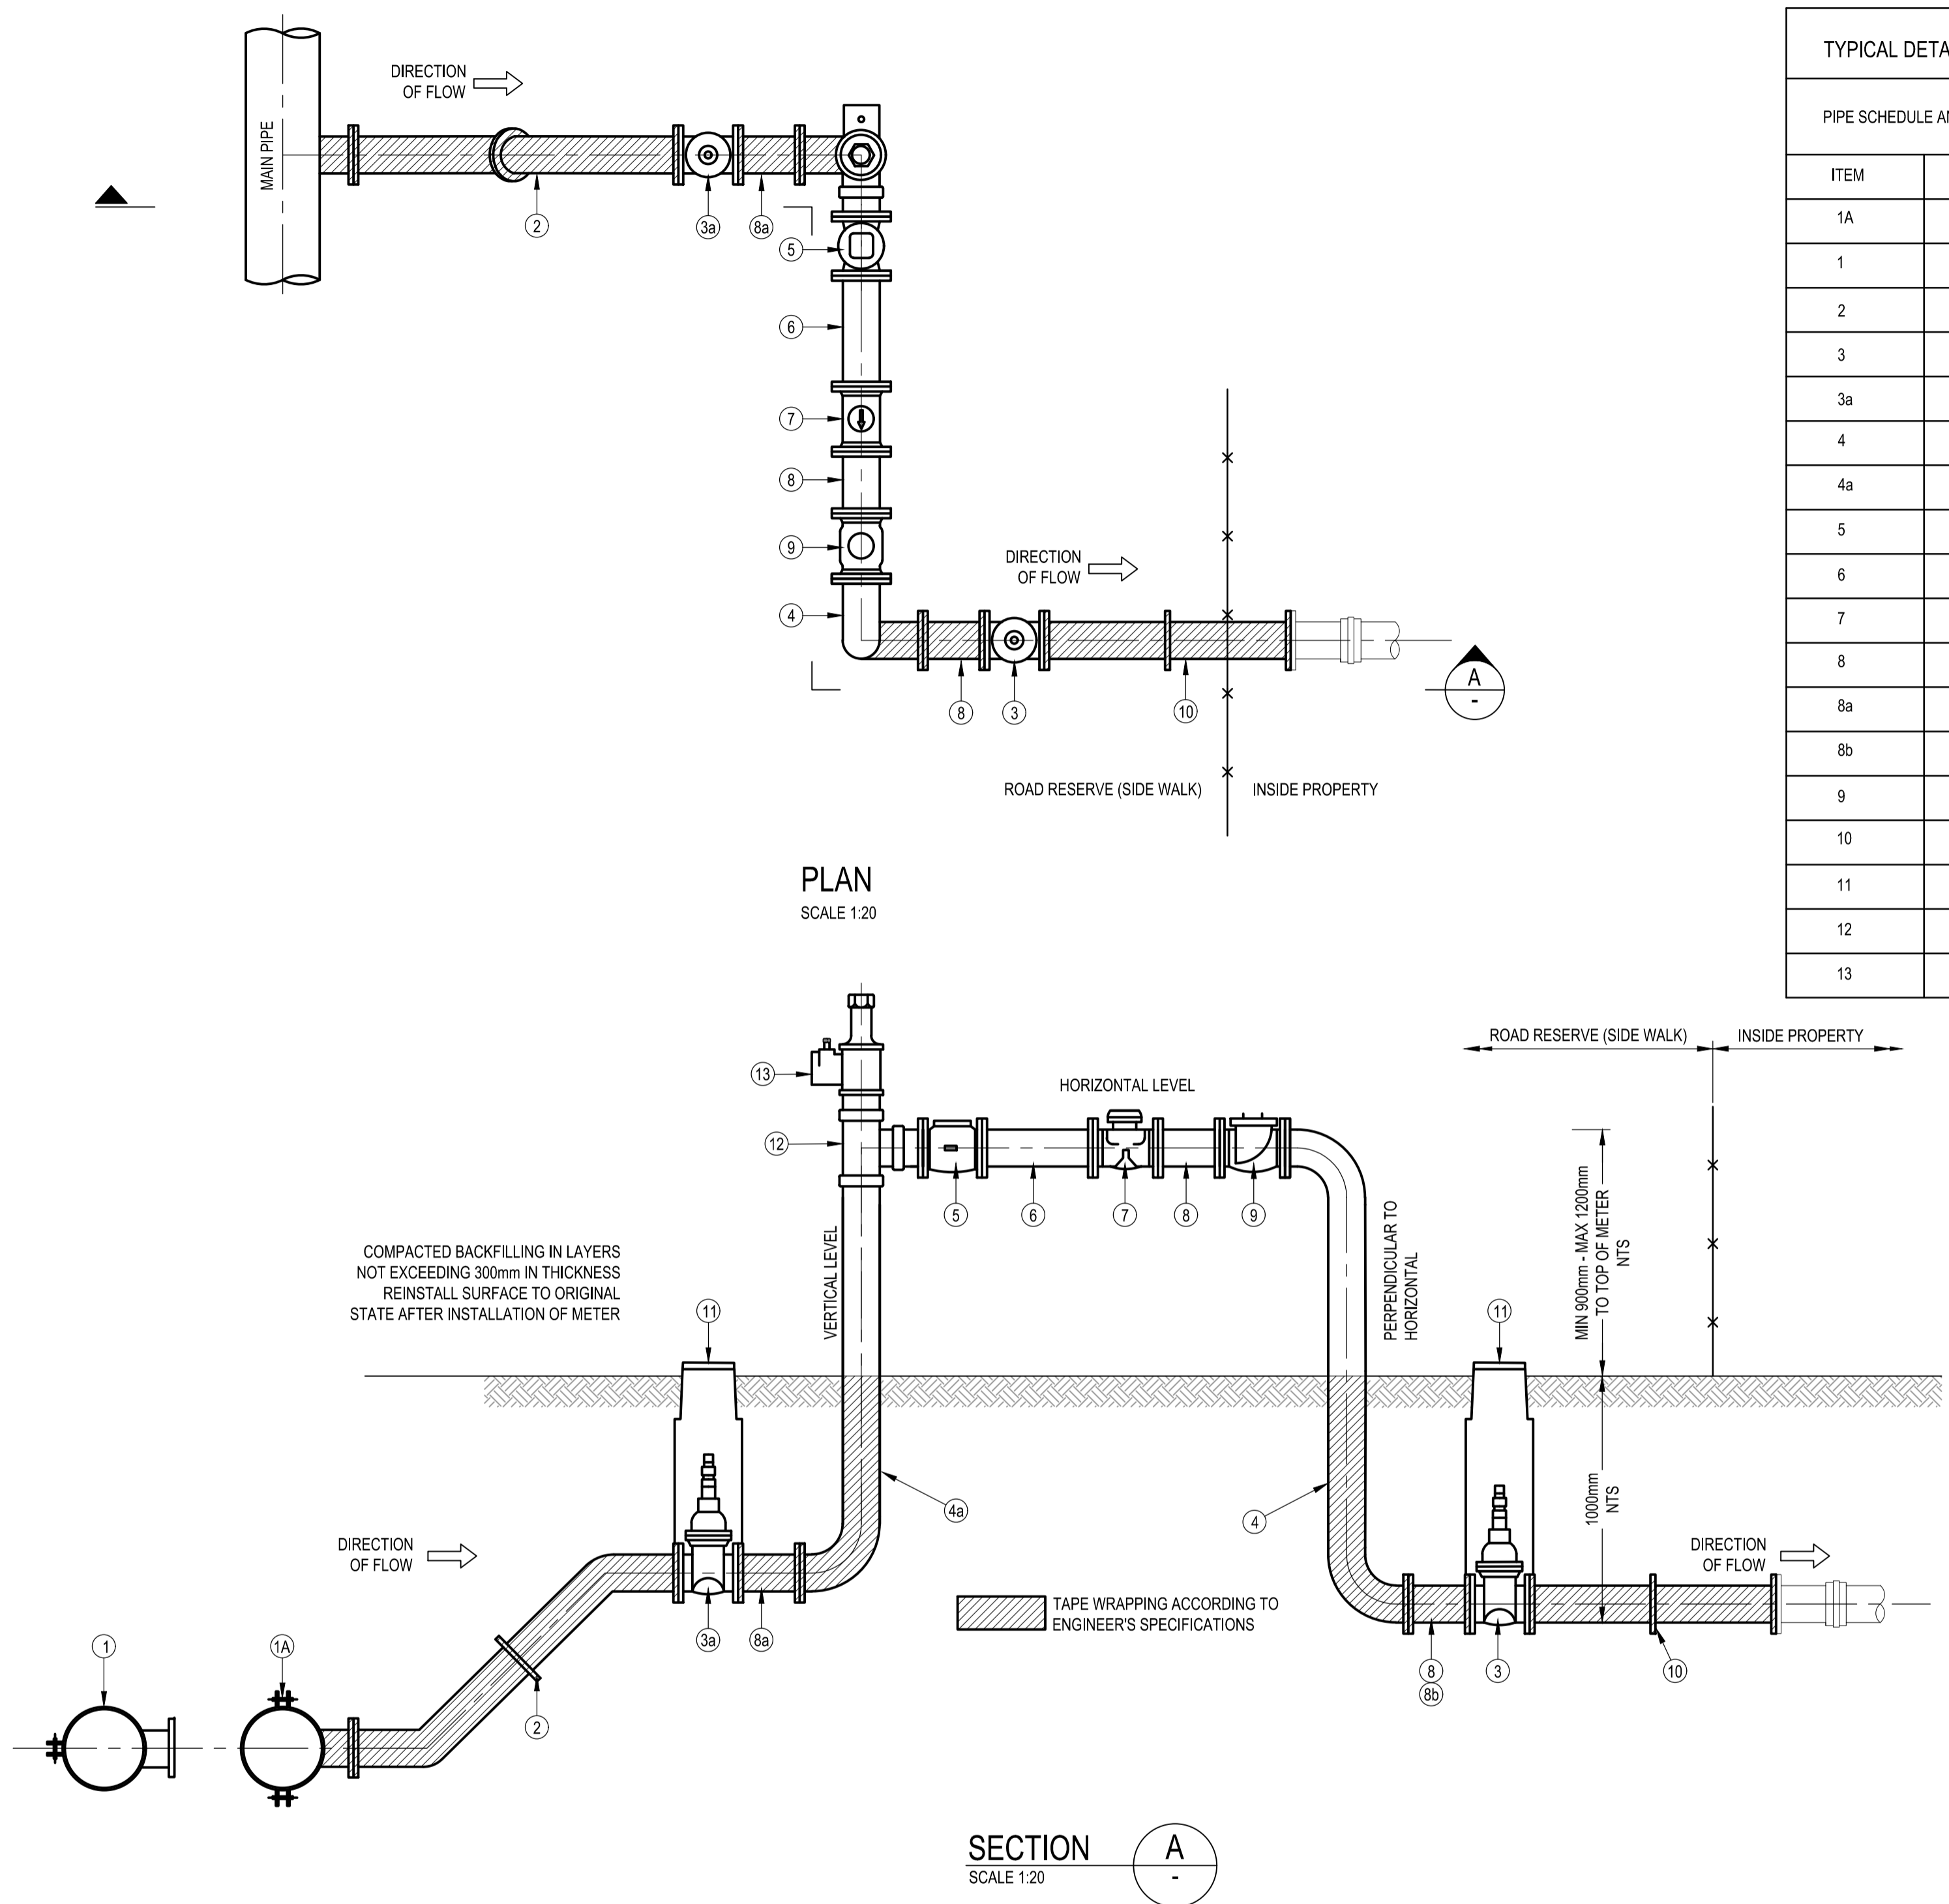 DIRECTION
OF FLOW
MAIN PIPE
2
3a
8a
5
6
7
8
9
4
DIRECTION
OF FLOW
8
3
10
A
-
ROAD RESERVE (SIDE WALK)
INSIDE PROPERTY
PLAN
SCALE 1:20
TYPICAL DETA
PIPE SCHEDULE A
ITEM
1A
1
2
3
3a
4
4a
5
6
7
8
8a
8b
9
10
11
12
13
ROAD RESERVE (SIDE WALK)
INSIDE PROPERTY
13
HORIZONTAL LEVEL
12
5
6
7
8
9
VERTICAL LEVEL
PERPENDICULAR TO
HORIZONTAL
MIN 900mm - MAX 1200mm
TO TOP OF METER
NTS
COMPACTED BACKFILLING IN LAYERS
NOT EXCEEDING 300mm IN THICKNESS
REINSTALL SURFACE TO ORIGINAL
STATE AFTER INSTALLATION OF METER
11
11
4a
4
1000mm
NTS
DIRECTION
OF FLOW
DIRECTION
OF FLOW
TAPE WRAPPING ACCORDING TO
ENGINEER'S SPECIFICATIONS
1
1A
3a
8a
2
8
8b
3
10
SECTION
SCALE 1:20
A
-